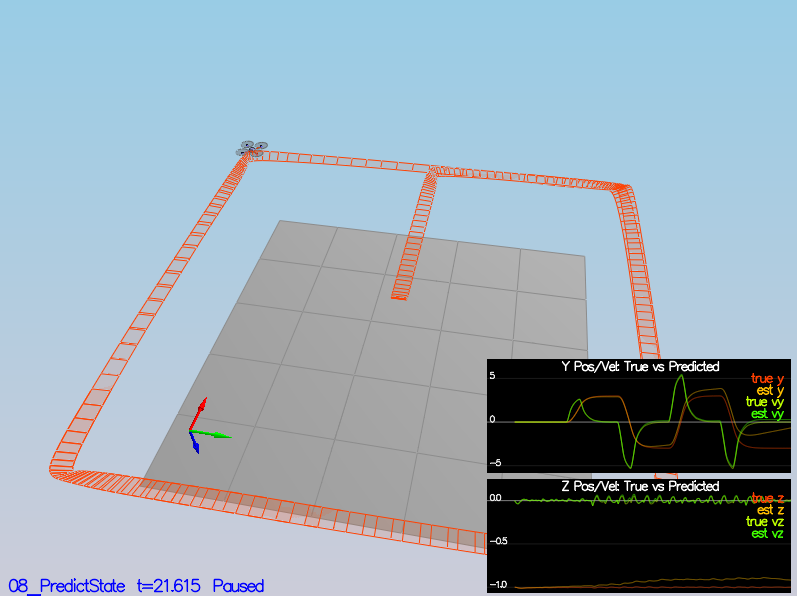 Y Pos/Vel: True vs Predicted
5
true y
est y
true vy
0
est vy
-5
Z Pos/Vel: True vs Predicted
0.0
true z
est z
true vz
est vz
-0.5
-1.0
08_PredictState t=21.615 Paused